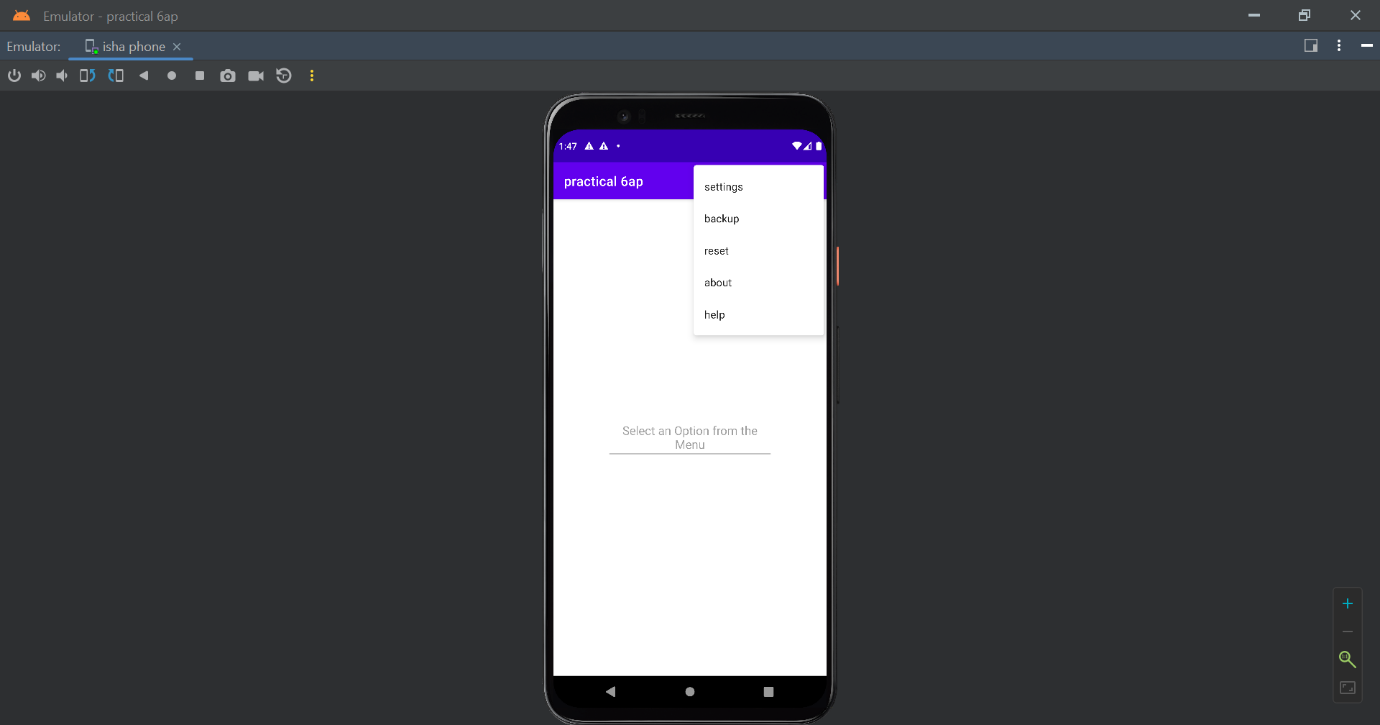 Emulator - practical 6ap
Emulator: isha phone
1:47
practical 6ap
settings
backup
reset
about
help
Select an Option from the
Menu